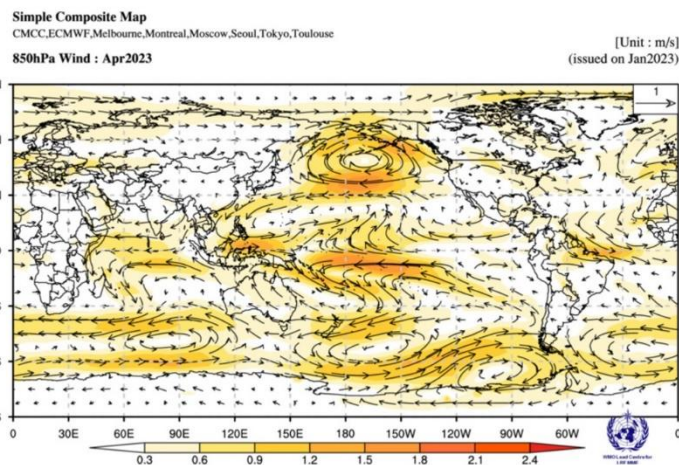 Simple Composite Map
CMCC,ECMWF,Melbourne,Montreal,Moscow,Seoul,Tokyo,Toulouse
[Unit : m/s]
850hPa Wind : Apr2023
(issued on Jan2023)
1
0 30E 60E 90E 120E 150E 180 150W 120W 90W 60W
0.3 0.6 0.9 1.2 1.5 1.8 2.1 2.4